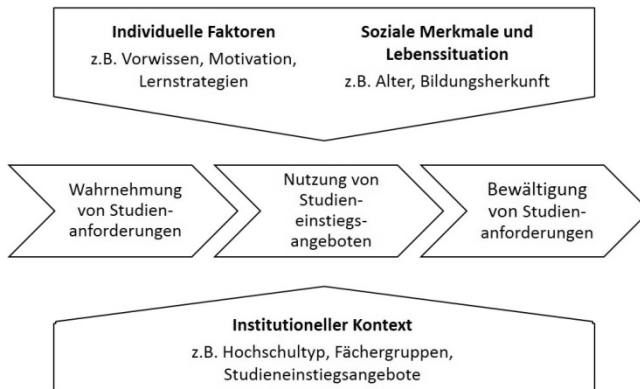 Individuelle Faktoren
z.B. Vorwissen, Motivation,
Lernstrategien
Soziale Merkmale und
Lebenssituation
z.B. Alter, Bildungsherkunft
Wahrnehmung
von Studien-
anforderungen
Nutzung von
Studien-
einstiegs-
angeboten
Bewältigung
von Studien-
anforderungen
Institutioneller Kontext
z.B. Hochschultyp, Fächergruppen,
Studieneinstiegsangebote